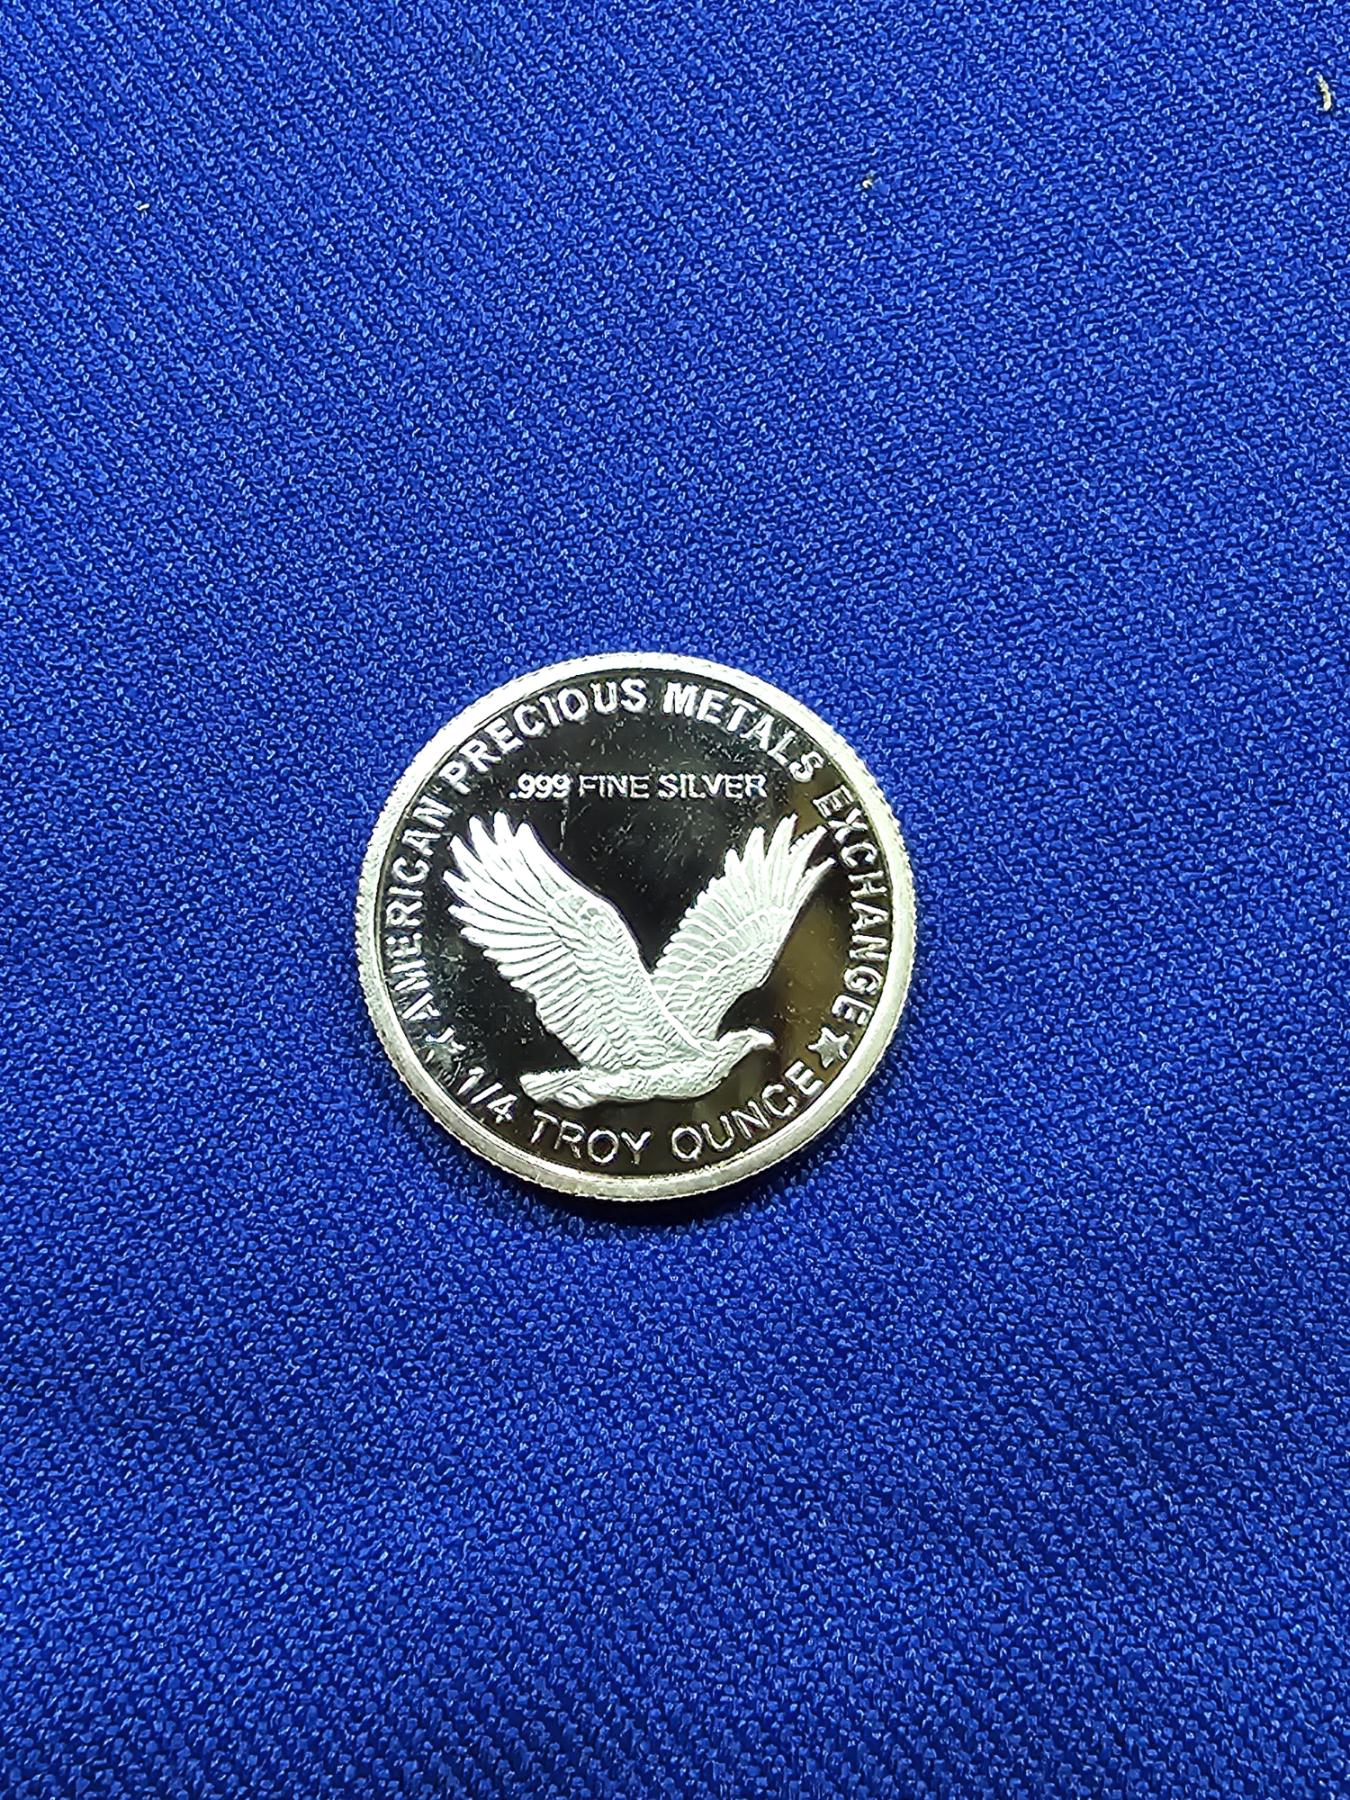 AMERICAN PRECIOUS METALS EXCHANGE
.999 FINE SILVER
1/4 TROY OUNCE